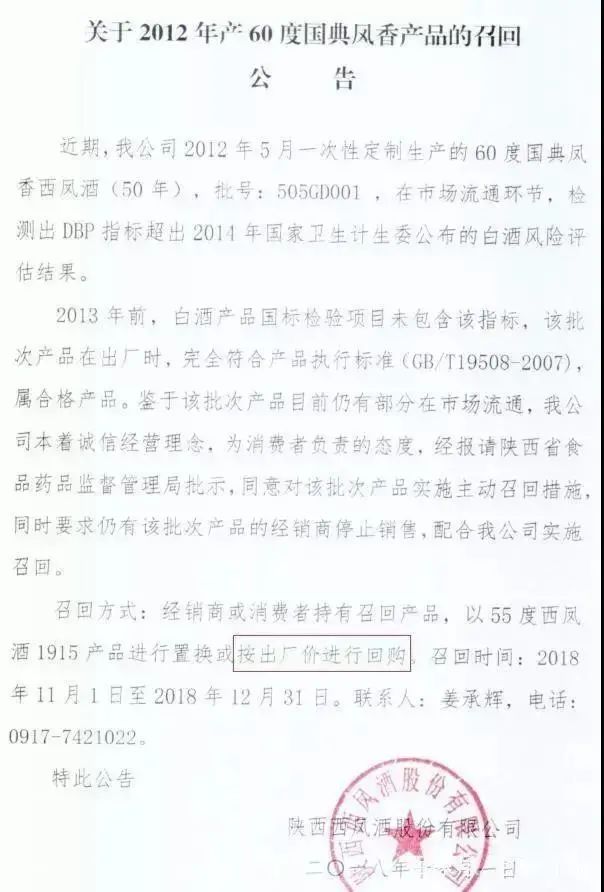 关于2012年产60度国典凤香产品的召回
公 告
近期，我公司2012年5月一次性定制生产的60度国典凤
香西凤酒（50年），批号：505GD001，在市场流通环节，检
测出DBP指标超出2014年国家卫生计生委公布的白酒风险评
估结果。
2013年前，白酒产品国标检验项目未包含该指标，该批
次产品在出厂时，完全符合产品执行标准（GB/T19508-2007），
属合格产品。鉴于该批次产品目前仍有部分在市场流通，我公
司本着诚信经营理念，为消费者负责的态度，经报请陕西省食
品药品监督管理局批示，同意对该批次产品实施主动召回措施，
同时要求仍有该批次产品的经销商停止销售，配合我公司实施
召回。
召回方式：经销商或消费者持有召回产品，以55度西凤
酒1915产品进行置换或按出厂价进行回购。召回时间：2018
年11月1日至2018年12月31日。联系人：姜承辉，电话：
0917-7421022。
特此公告
陕西西凤酒股份有限公司
二〇一八年十一月一日
陕西西凤酒股份有限公司